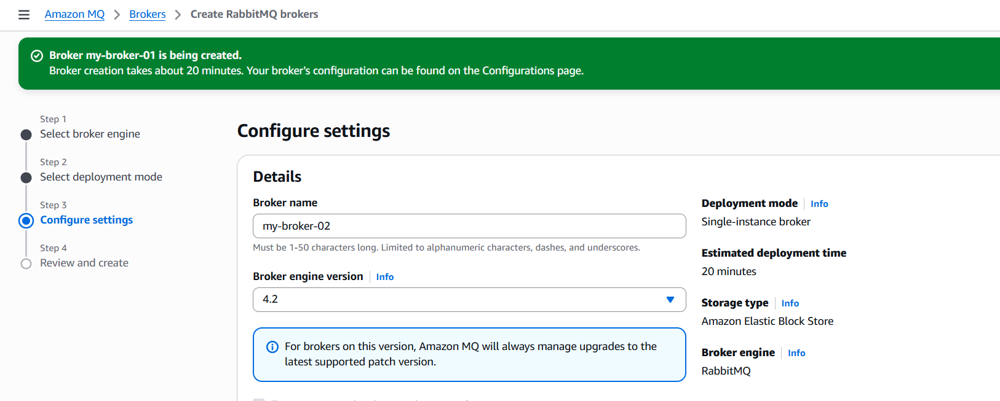 Amazon MQ > Brokers > Create RabbitMQ brokers
Broker my-broker-01 is being created.
Broker creation takes about 20 minutes. Your broker's configuration can be found on the Configurations page.
Step 1
Select broker engine
Step 2
Select deployment mode
Step 3
Configure settings
Step 4
Review and create
Configure settings
Details
Broker name
my-broker-02
Must be 1-50 characters long. Limited to alphanumeric characters, dashes, and underscores.
Broker engine version Info
4.2
For brokers on this version, Amazon MQ will always manage upgrades to the
latest supported patch version.
Deployment mode Info
Single-instance broker
Estimated deployment time
20 minutes
Storage type Info
Amazon Elastic Block Store
Broker engine Info
RabbitMQ